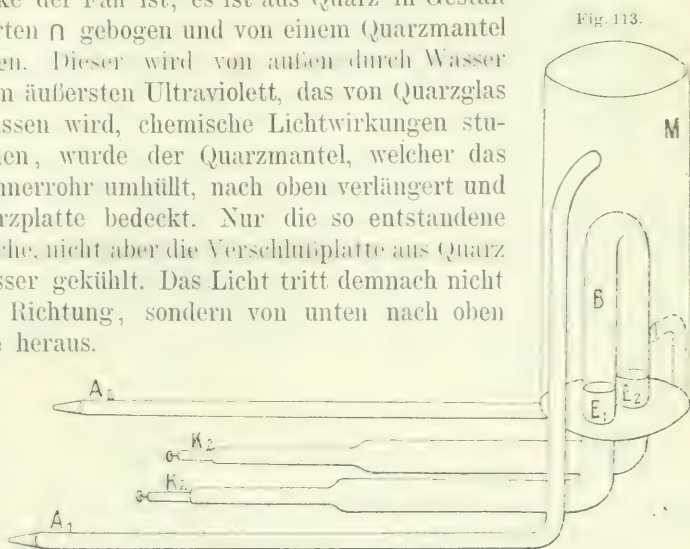 ke der Fall ist, es ist aus Quarz in Gestalt
rten ∩ gebogen und von einem Quarzmantel
en. Dieser wird von außen durch Wasser
m äußersten Ultraviolett, das von Quarzglas
ssen wird, chemische Lichtwirkungen stu-
nen, wurde der Quarzmantel, welcher das
nnerrohr umhüllt, nach oben verlängert und
rzplatte bedeckt. Nur die so entstandene
che, nicht aber die Verschlußplatte aus Quarz
sser gekühlt. Das Licht tritt demnach nicht
Richtung, sondern von unten nach oben
heraus.
Fig. 113.
M
B
E1
E2
A2
K2
K2
A1